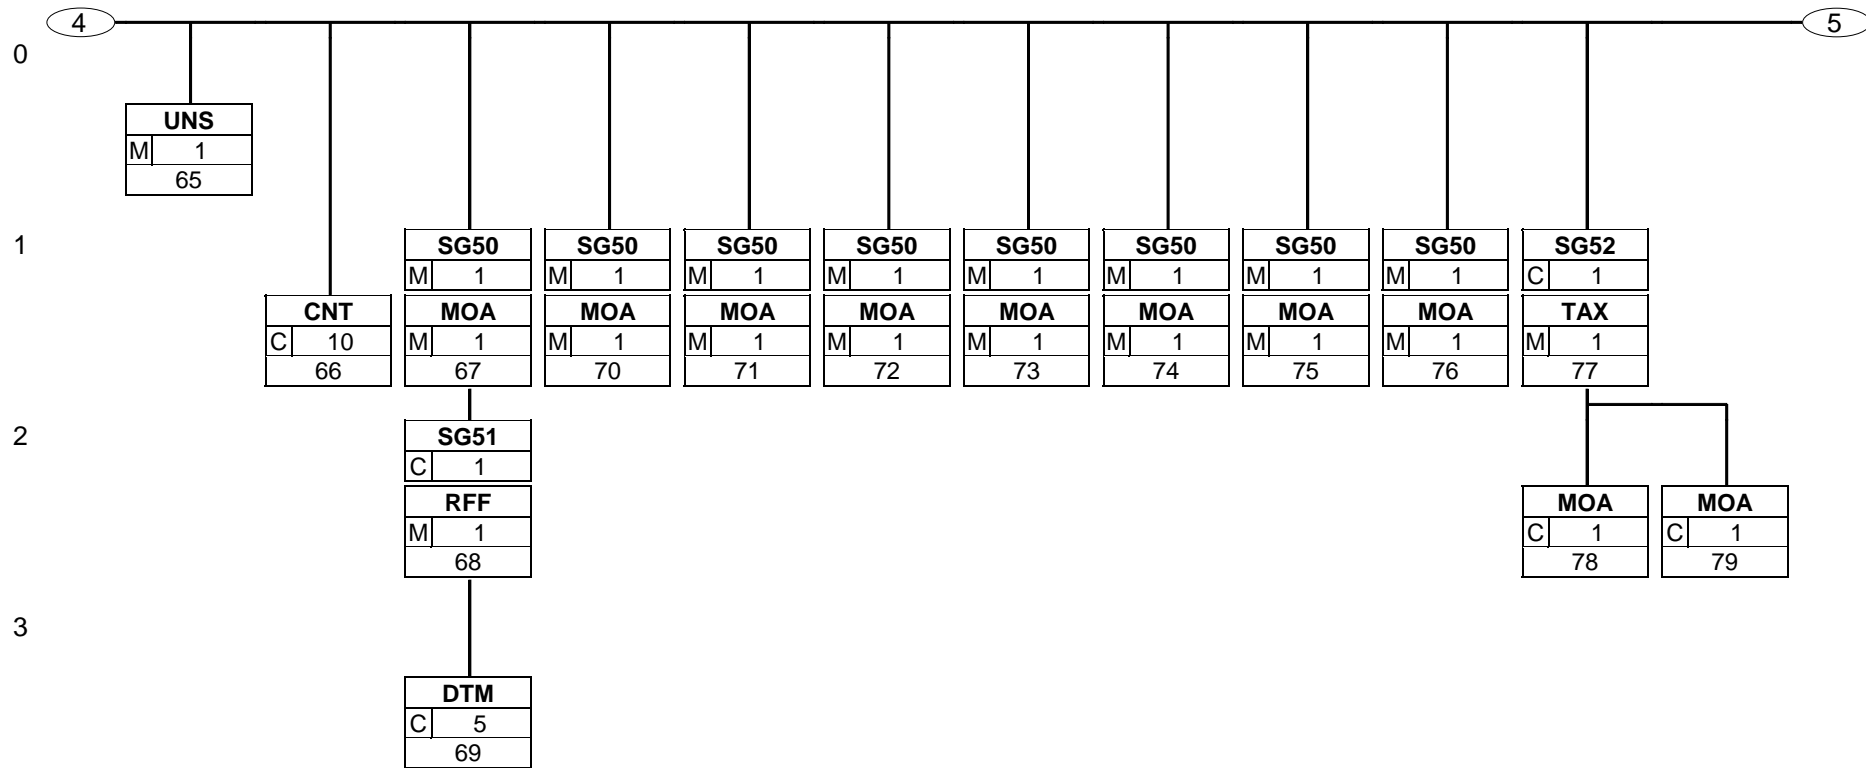 4 5
0
UNS
M 1
65
1
SG50 SG50 SG50 SG50 SG50 SG50 SG50 SG50 SG52
M 1 M 1 M 1 M 1 M 1 M 1 M 1 M 1 C 1
CNT MOA MOA MOA MOA MOA MOA MOA MOA TAX
C 10 M 1 M 1 M 1 M 1 M 1 M 1 M 1 M 1 M 1
66 67 70 71 72 73 74 75 76 77
2
SG51
C 1
RFF MOA MOA
M 1 C 1 C 1
68 78 79
3
DTM
C 5
69